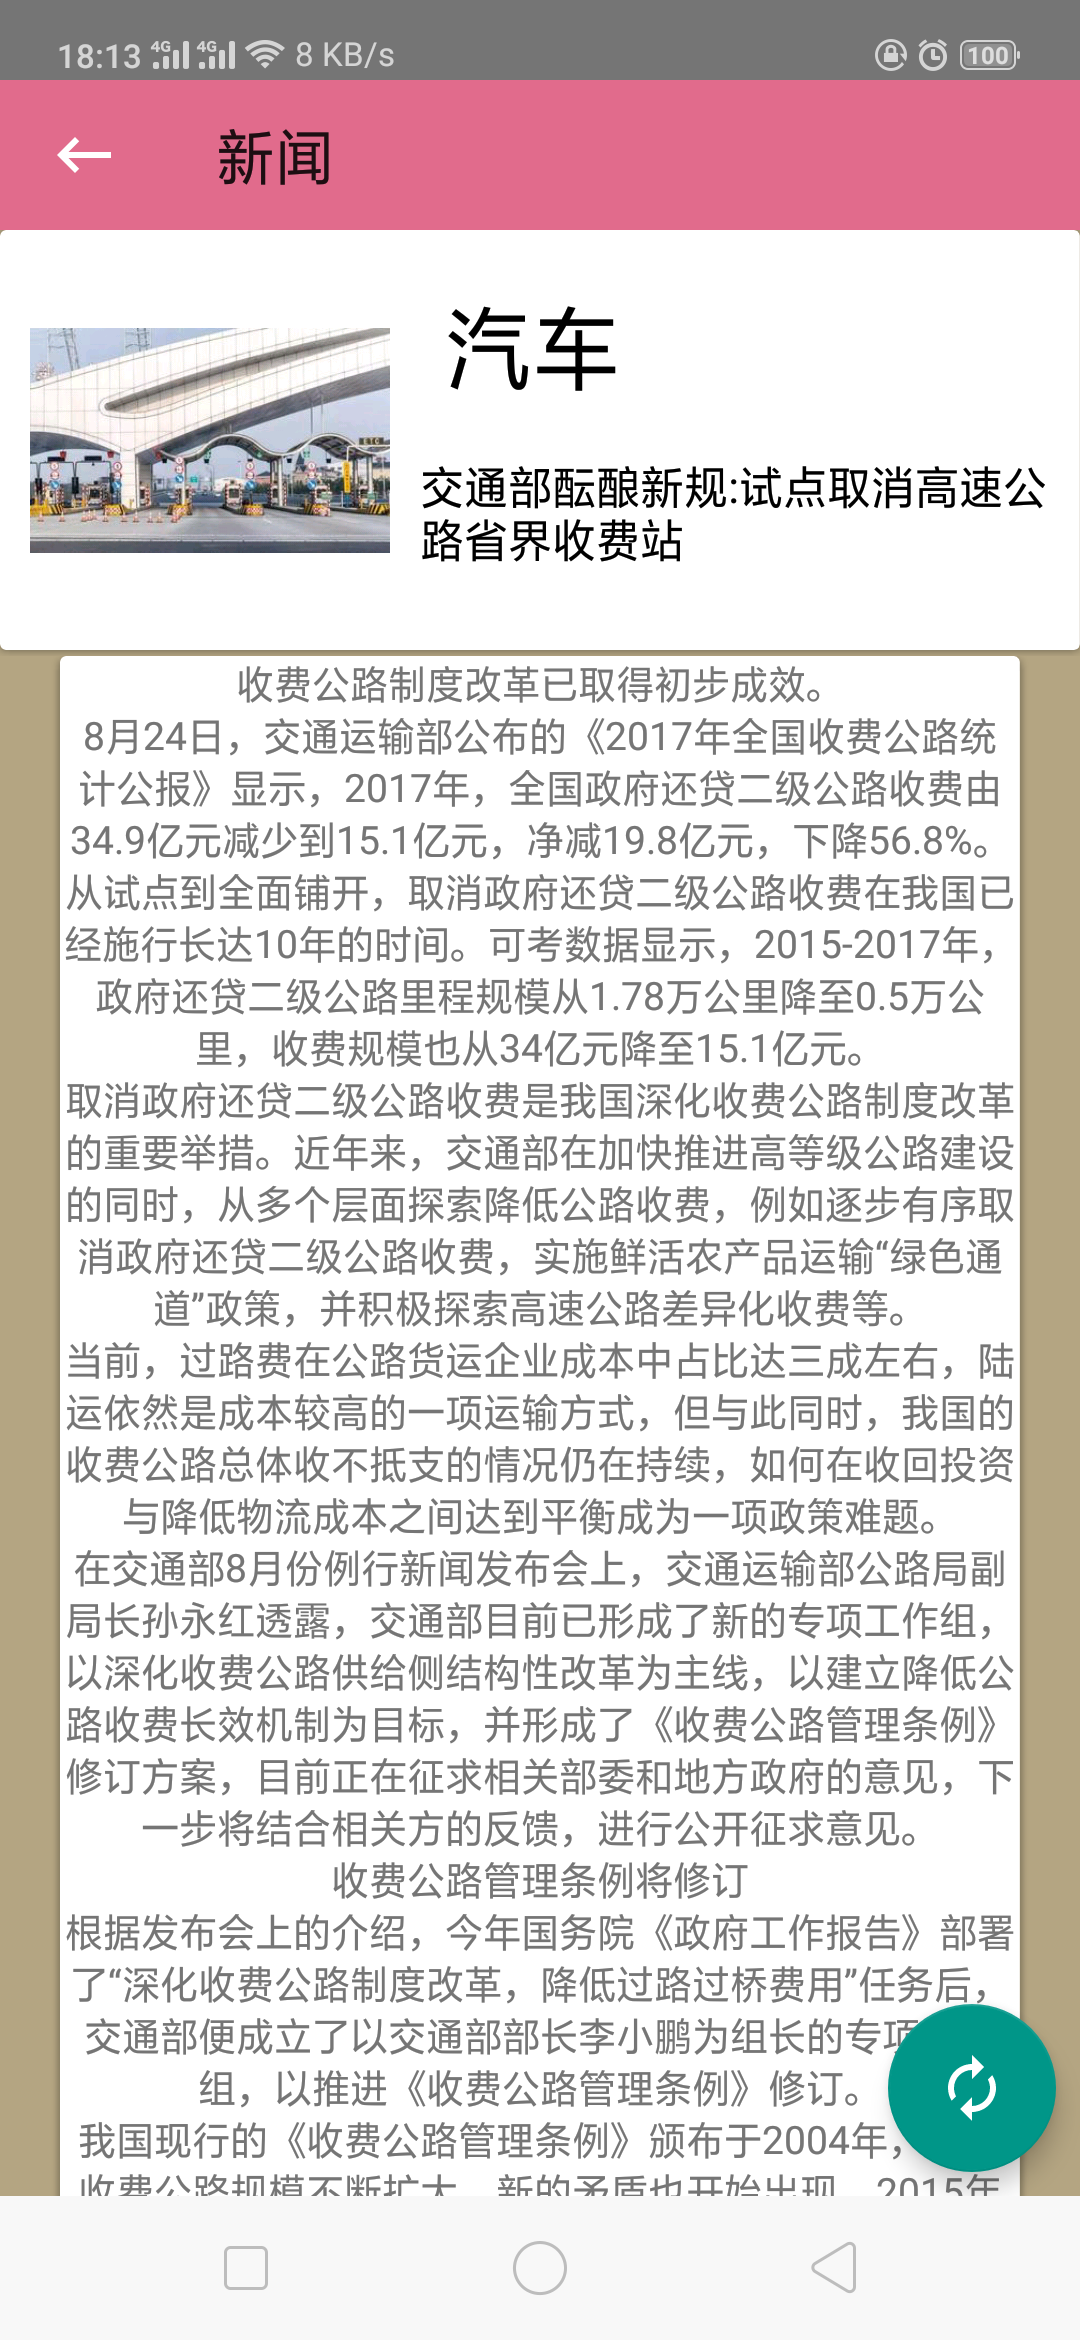 18:13 4G 4G 8 KB/s 100
新闻
汽车
交通部酝酿新规:试点取消高速公
路省界收费站
收费公路制度改革已取得初步成效。
8月24日，交通运输部公布的《2017年全国收费公路统
计公报》显示，2017年，全国政府还贷二级公路收费由
34.9亿元减少到15.1亿元，净减19.8亿元，下降56.8%。
从试点到全面铺开，取消政府还贷二级公路收费在我国已
经施行长达10年的时间。可考数据显示，2015-2017年，
政府还贷二级公路里程规模从1.78万公里降至0.5万公
里，收费规模也从34亿元降至15.1亿元。
取消政府还贷二级公路收费是我国深化收费公路制度改革
的重要举措。近年来，交通部在加快推进高等级公路建设
的同时，从多个层面探索降低公路收费，例如逐步有序取
消政府还贷二级公路收费，实施鲜活农产品运输“绿色通
道”政策，并积极探索高速公路差异化收费等。
当前，过路费在公路货运企业成本中占比达三成左右，陆
运依然是成本较高的一项运输方式，但与此同时，我国的
收费公路总体收不抵支的情况仍在持续，如何在收回投资
与降低物流成本之间达到平衡成为一项政策难题。
在交通部8月份例行新闻发布会上，交通运输部公路局副
局长孙永红透露，交通部目前已形成了新的专项工作组，
以深化收费公路供给侧结构性改革为主线，以建立降低公
路收费长效机制为目标，并形成了《收费公路管理条例》
修订方案，目前正在征求相关部委和地方政府的意见，下
一步将结合相关方的反馈，进行公开征求意见。
收费公路管理条例将修订
根据发布会上的介绍，今年国务院《政府工作报告》部署
了“深化收费公路制度改革，降低过路过桥费用”任务后，
交通部便成立了以交通部部长李小鹏为组长的专项
组，以推进《收费公路管理条例》修订。
我国现行的《收费公路管理条例》颁布于2004年，
收费公路规模不断扩大，新的矛盾也开始出现。2015年